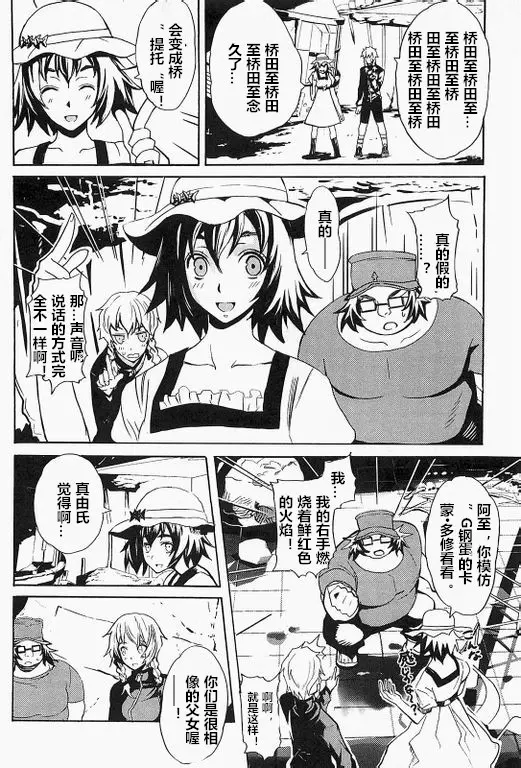 桥田至桥田至…
至桥田至桥
田至桥田至桥田
桥田至桥田至桥
桥田至桥田
至桥田至念
久了…
会变成桥
“提托
”喔！
真的假的
……？
真的
——
那…声音呢
说话的方式完
全不一样啊！
阿至，你模仿
“G钢蛋的卡
蒙·多修看看。
我…
我的右手燃
烧着鲜红色
的火焰！
啊啊，
就是这样！
真由氏
觉得啊…
你们是很相
像的父女喔
——！